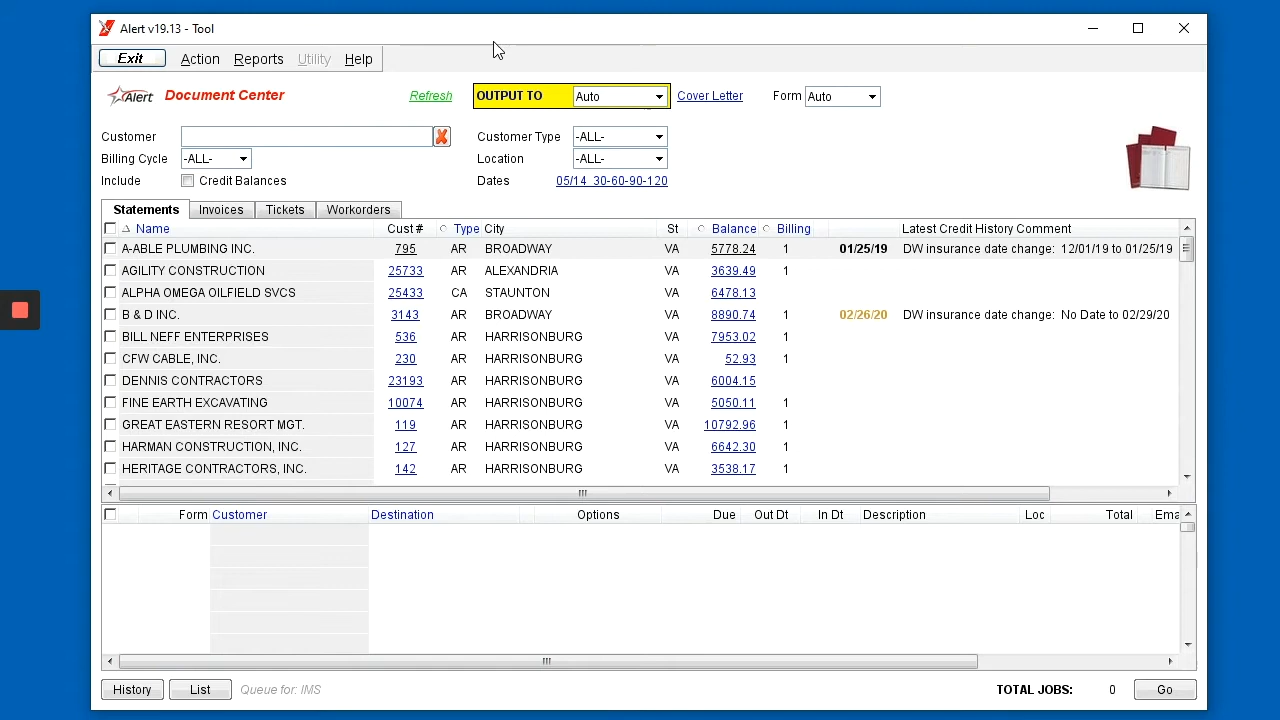 Alert v19.13 - Tool
Exit Action Reports Utility Help
Alert Document Center Refresh OUTPUT TO Auto Cover Letter Form Auto
Customer Customer Type -ALL-
Billing Cycle -ALL- Location -ALL-
Include Credit Balances Dates 05/14 30-60-90-120
Statements Invoices Tickets Workorders
Name Cust # Type City St Balance Billing Latest Credit History Comment
A-ABLE PLUMBING INC. 795 AR BROADWAY VA 5778.24 1 01/25/19 DW insurance date change: 12/01/19 to 01/25/19
AGILITY CONSTRUCTION 25733 AR ALEXANDRIA VA 3639.49 1
ALPHA OMEGA OILFIELD SVCS 25433 CA STAUNTON VA 6478.13
B & D INC. 3143 AR BROADWAY VA 8890.74 1 02/26/20 DW insurance date change: No Date to 02/29/20
BILL NEFF ENTERPRISES 536 AR HARRISONBURG VA 7953.02 1
CFW CABLE, INC. 230 AR HARRISONBURG VA 52.93 1
DENNIS CONTRACTORS 23193 AR HARRISONBURG VA 6004.15
FINE EARTH EXCAVATING 10074 AR HARRISONBURG VA 5050.11 1
GREAT EASTERN RESORT MGT. 119 AR HARRISONBURG VA 10792.96 1
HARMAN CONSTRUCTION, INC. 127 AR HARRISONBURG VA 6642.30 1
HERITAGE CONTRACTORS, INC. 142 AR HARRISONBURG VA 3538.17 1
Form Customer Destination Options Due Out Dt In Dt Description Loc Total Ema
History List Queue for: IMS TOTAL JOBS: 0 Go